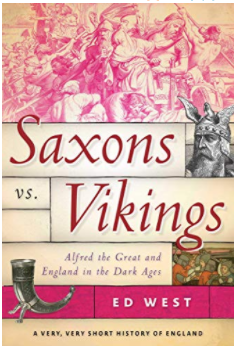 Saxons
vs.
Vikings
Alfred the Great and
England in the Dark Ages
ED WEST
A VERY, VERY SHORT HISTORY OF ENGLAND